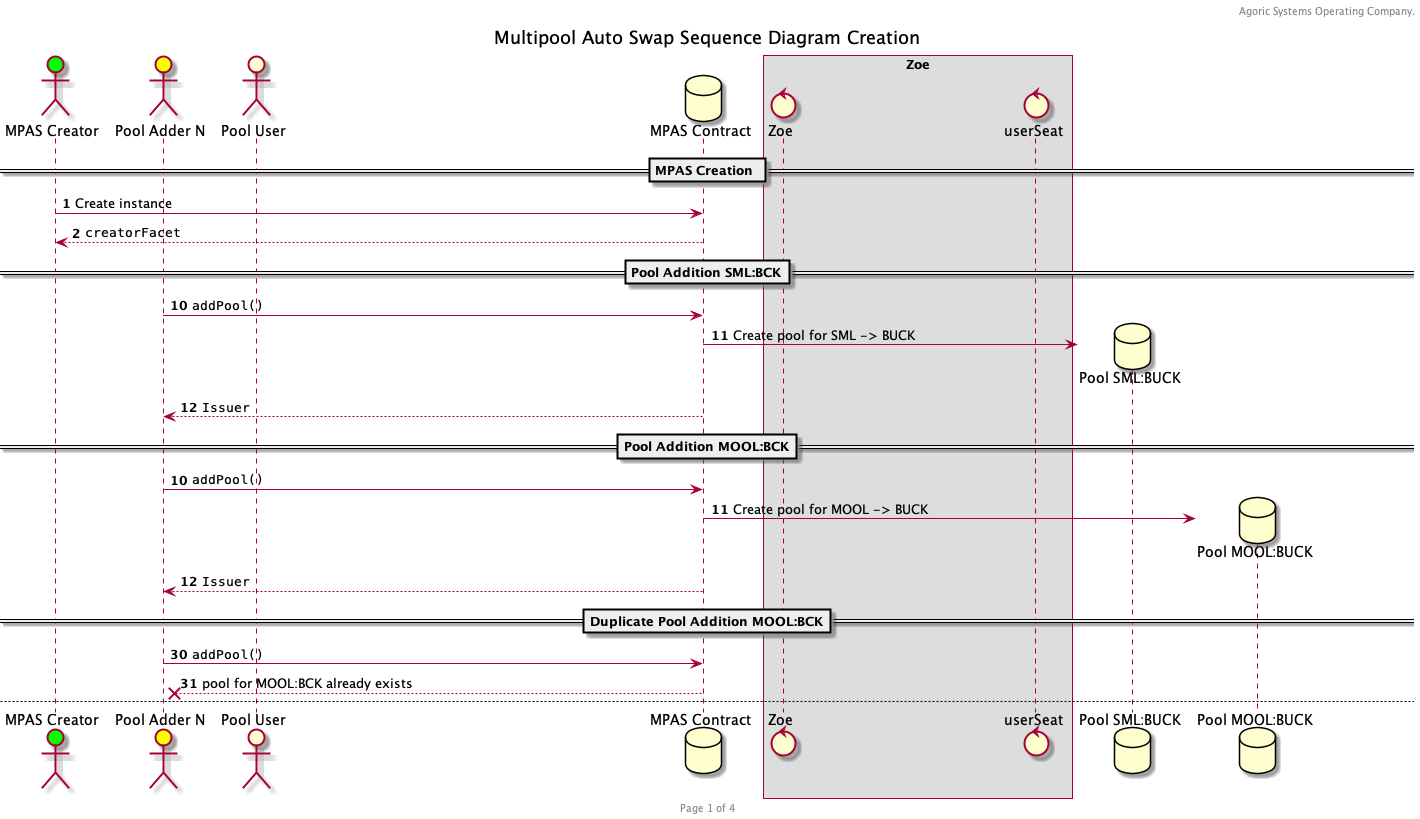 Agoric Systems Operating Company.
Multipool Auto Swap Sequence Diagram Creation
Zoe
MPAS Creator Pool Adder N Pool User MPAS Contract Zoe userSeat
MPAS Creation
1 Create instance
2 creatorFacet
Pool Addition SML:BCK
10 addPool()
11 Create pool for SML -> BUCK
Pool SML:BUCK
12 Issuer
Pool Addition MOOL:BCK
10 addPool()
11 Create pool for MOOL -> BUCK
Pool MOOL:BUCK
12 Issuer
Duplicate Pool Addition MOOL:BCK
30 addPool()
31 pool for MOOL:BCK already exists
MPAS Creator Pool Adder N Pool User MPAS Contract Zoe userSeat Pool SML:BUCK Pool MOOL:BUCK
Page 1 of 4